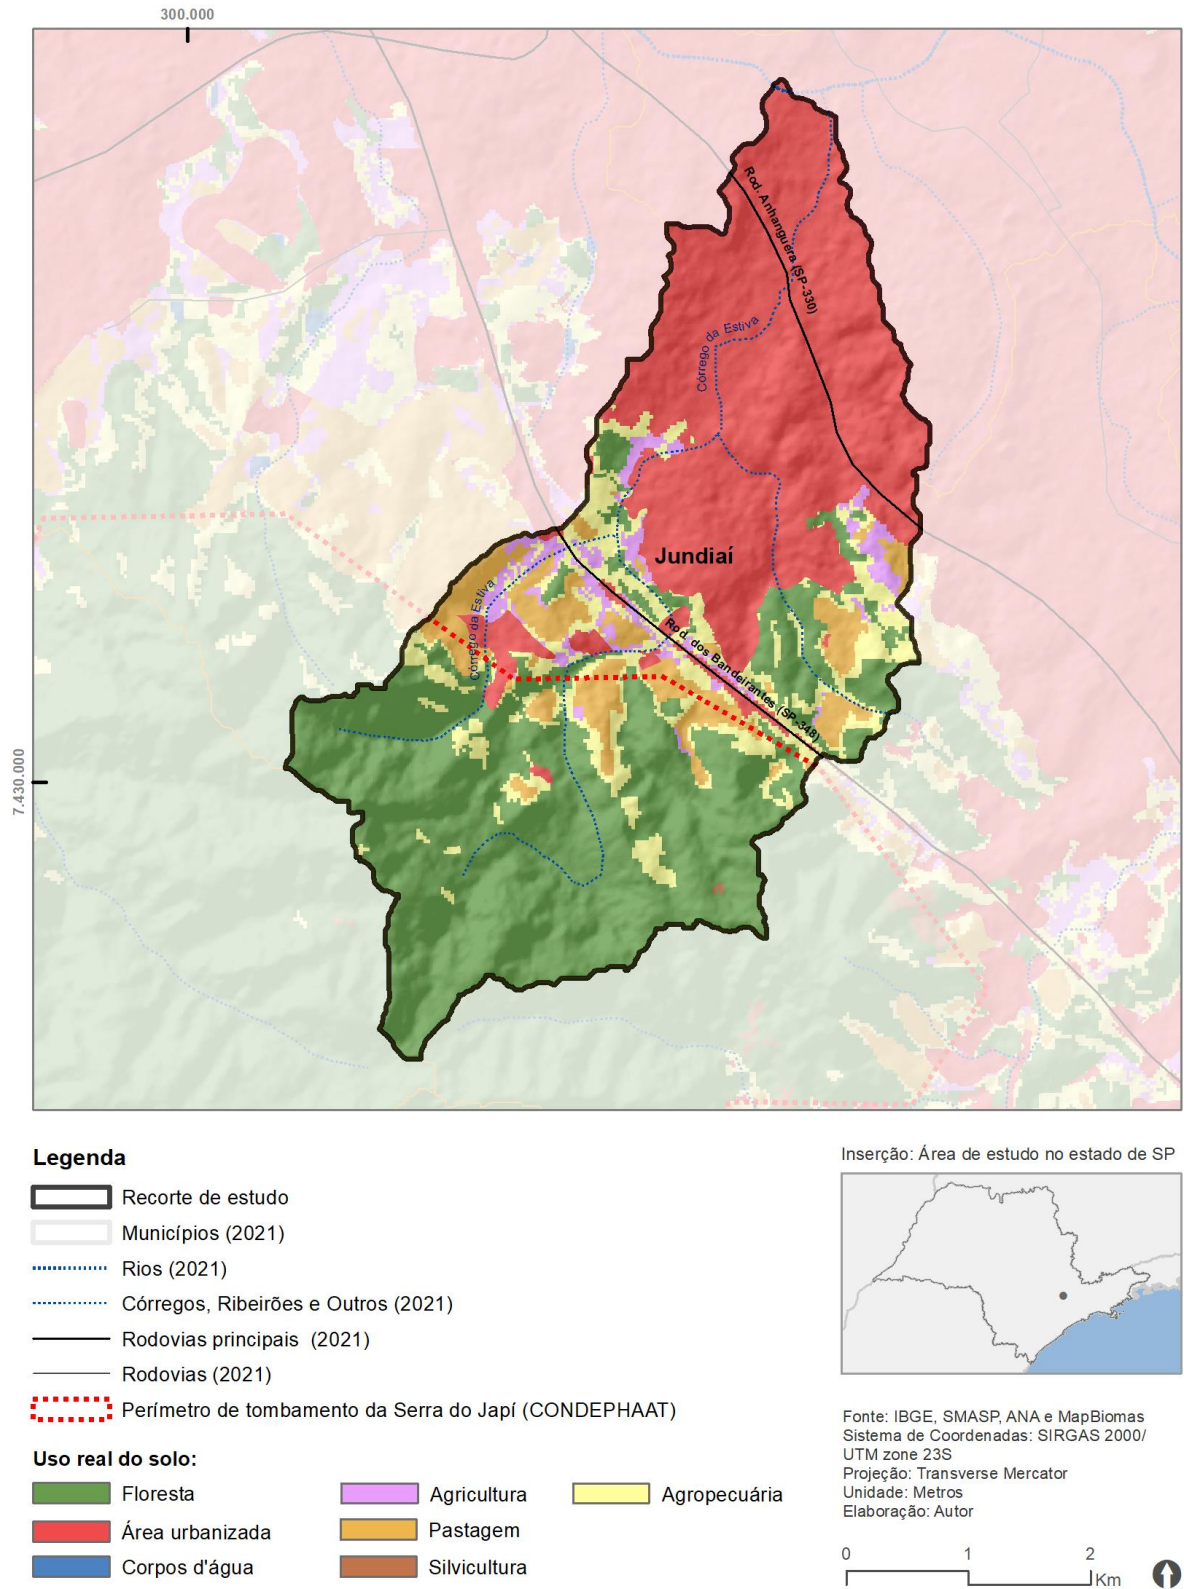 300.000
Rod. Anhanguera (SP-330)
Córrego da Estiva
Jundiaí
Córrego da Estiva
Rod. dos Bandeirantes (SP-348)
7.430.000
Legenda
Recorte de estudo
Municípios (2021)
Rios (2021)
Córregos, Ribeirões e Outros (2021)
Rodovias principais (2021)
Rodovias (2021)
Perímetro de tombamento da Serra do Japí (CONDEPHAAT)
Uso real do solo:
Floresta
Área urbanizada
Corpos d'água
Agricultura
Pastagem
Silvicultura
Agropecuária
Inserção: Área de estudo no estado de SP
Fonte: IBGE, SMASP, ANA e MapBiomas
Sistema de Coordenadas: SIRGAS 2000/
UTM zone 23S
Projeção: Transverse Mercator
Unidade: Metros
Elaboração: Autor
0 1 2
Km